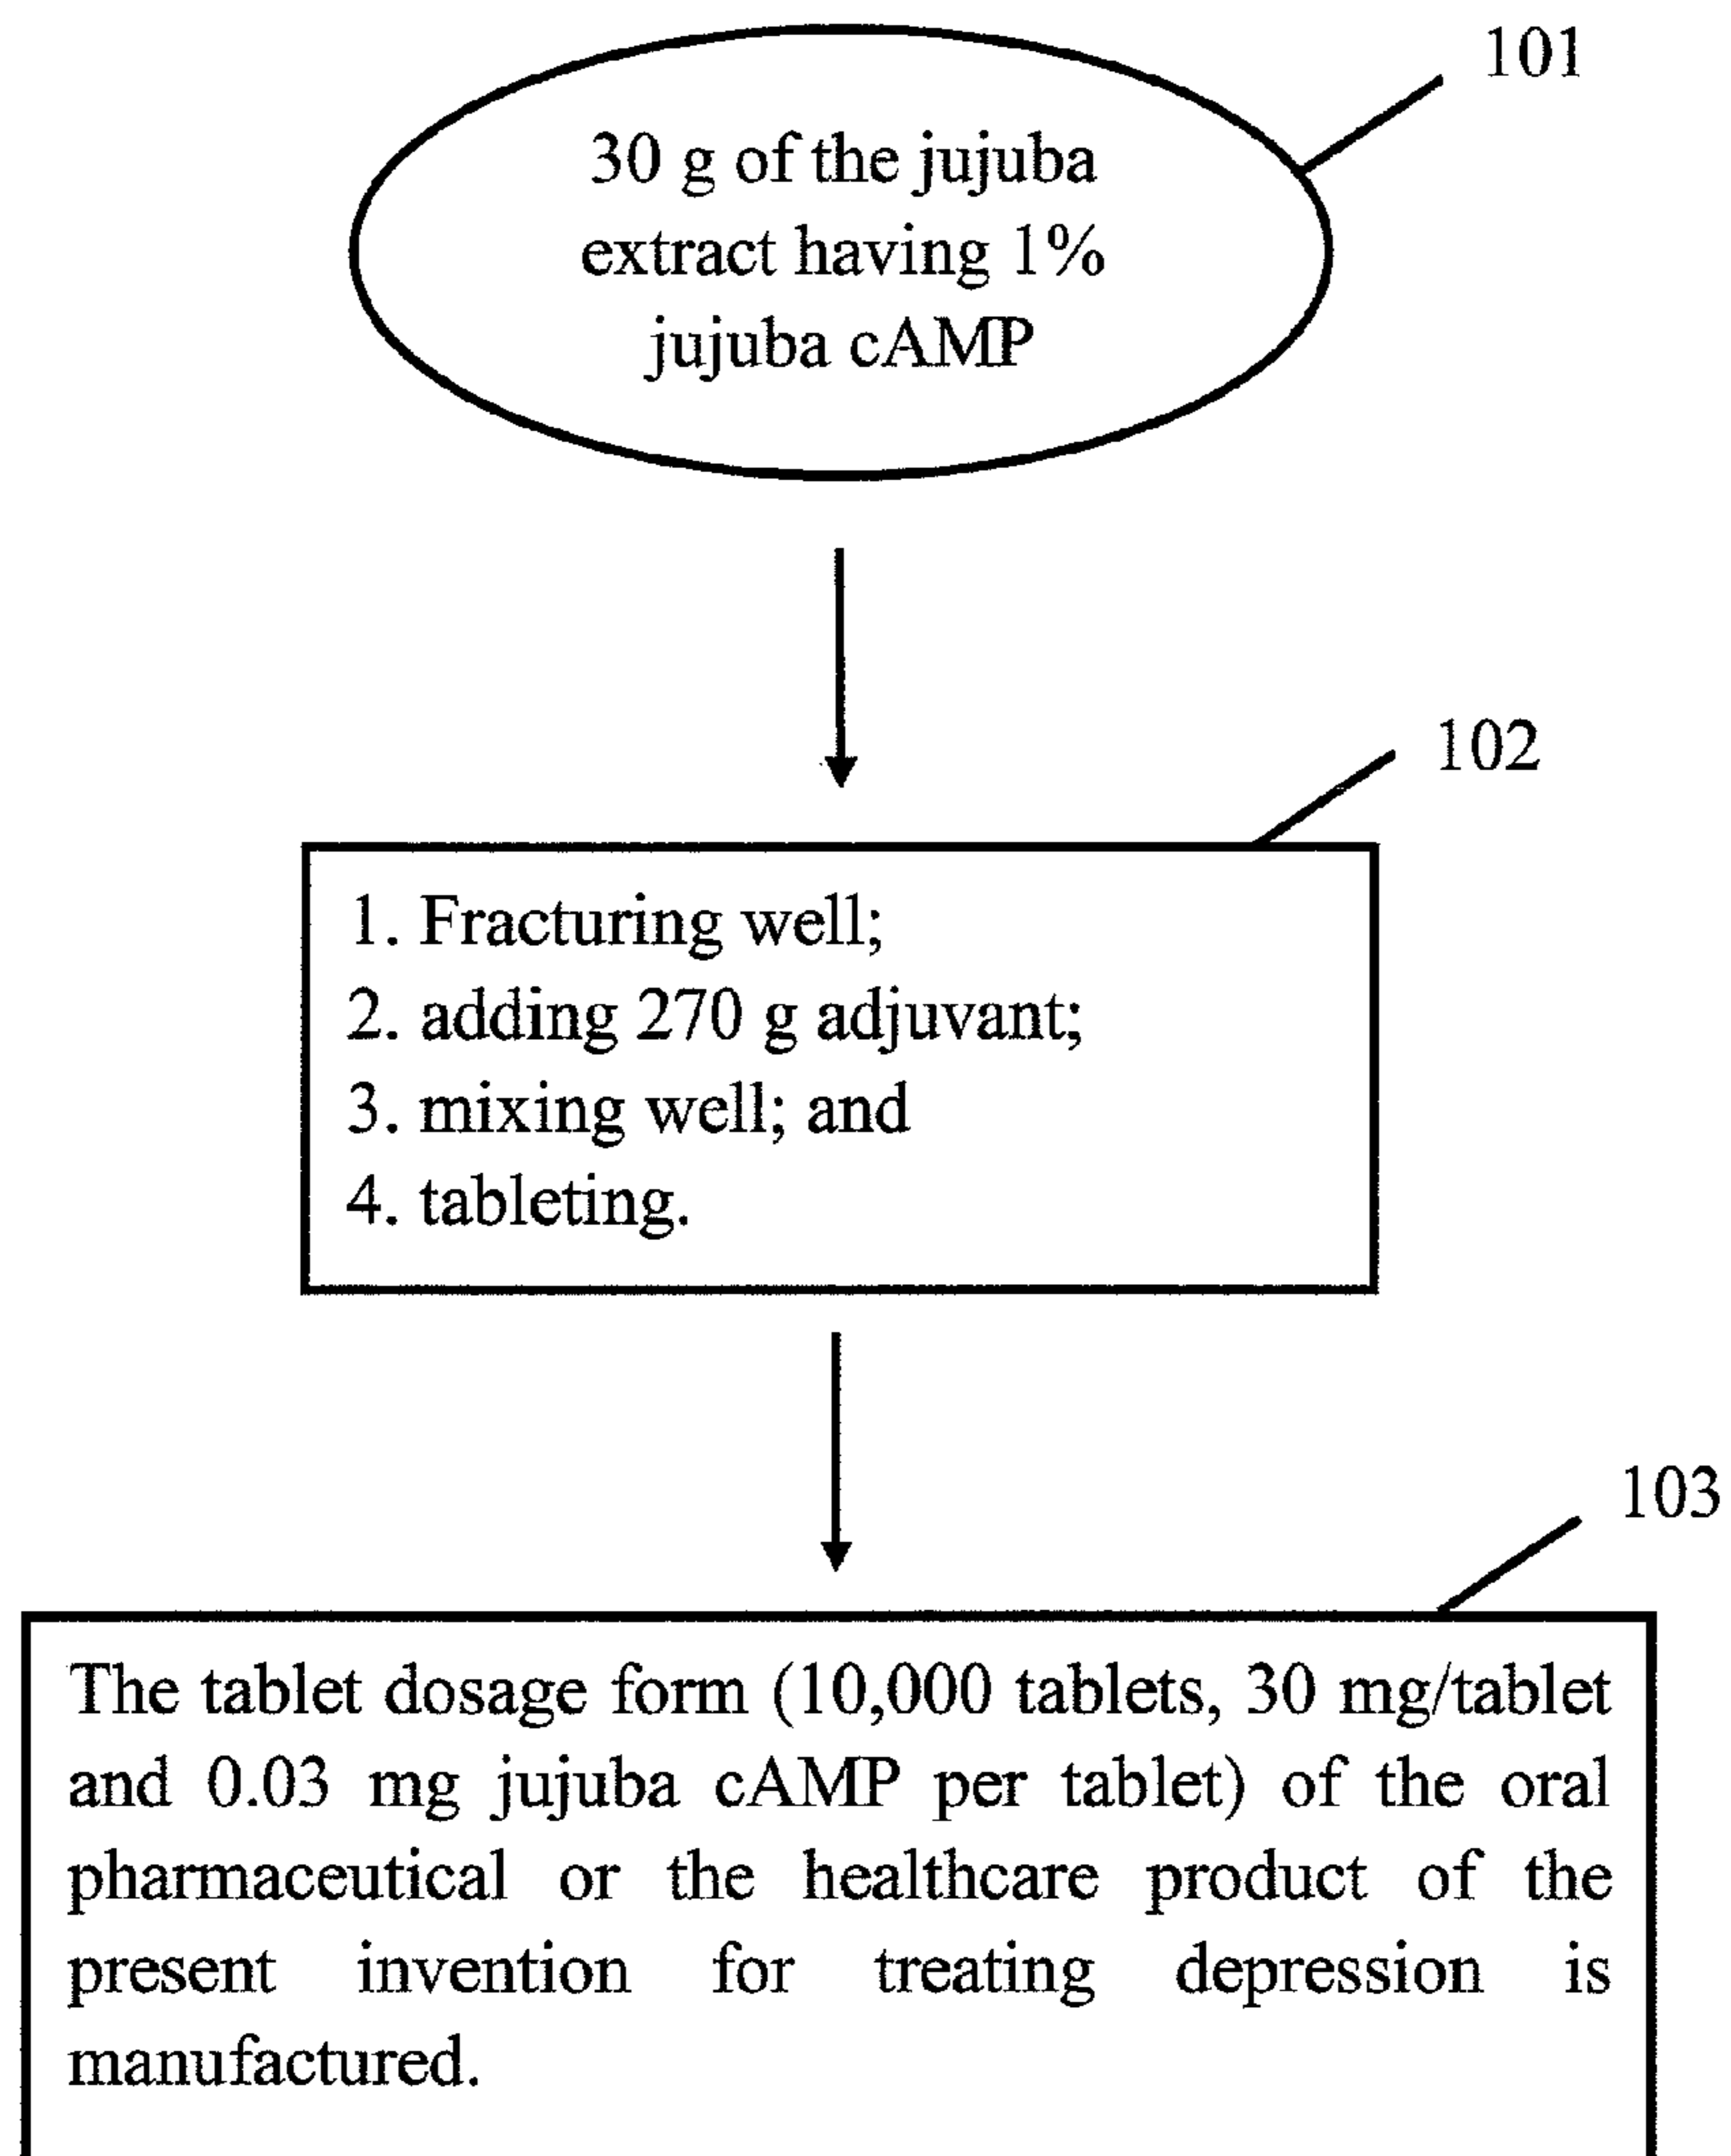 101
30 g of the jujuba
extract having 1%
jujuba cAMP
102
1. Fracturing well;
2. adding 270 g adjuvant;
3. mixing well; and
4. tableting.
103
The tablet dosage form (10,000 tablets, 30 mg/tablet
and 0.03 mg jujuba cAMP per tablet) of the oral
pharmaceutical or the healthcare product of the
present invention for treating depression is
manufactured.